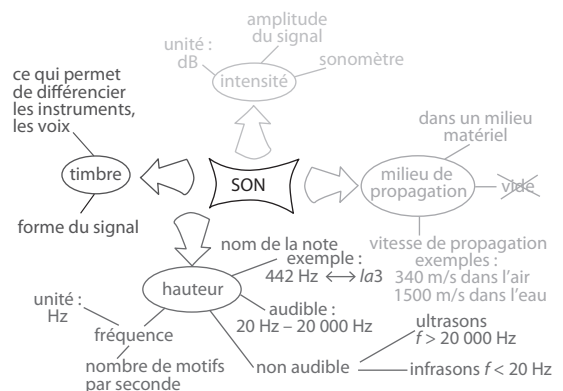 amplitude
du signal
unité :
dB
intensité
sonomètre
ce qui permet
de différencier
les instruments,
les voix
timbre
forme du signal
SON
dans un milieu
matériel
milieu de
propagation
vide
vitesse de propagation
exemples :
340 m/s dans l'air
1500 m/s dans l'eau
nom de la note
exemple :
442 Hz ⟷ la3
hauteur
audible :
20 Hz – 20 000 Hz
unité :
Hz
fréquence
nombre de motifs
par seconde
non audible
ultrasons
f > 20 000 Hz
infrasons f < 20 Hz